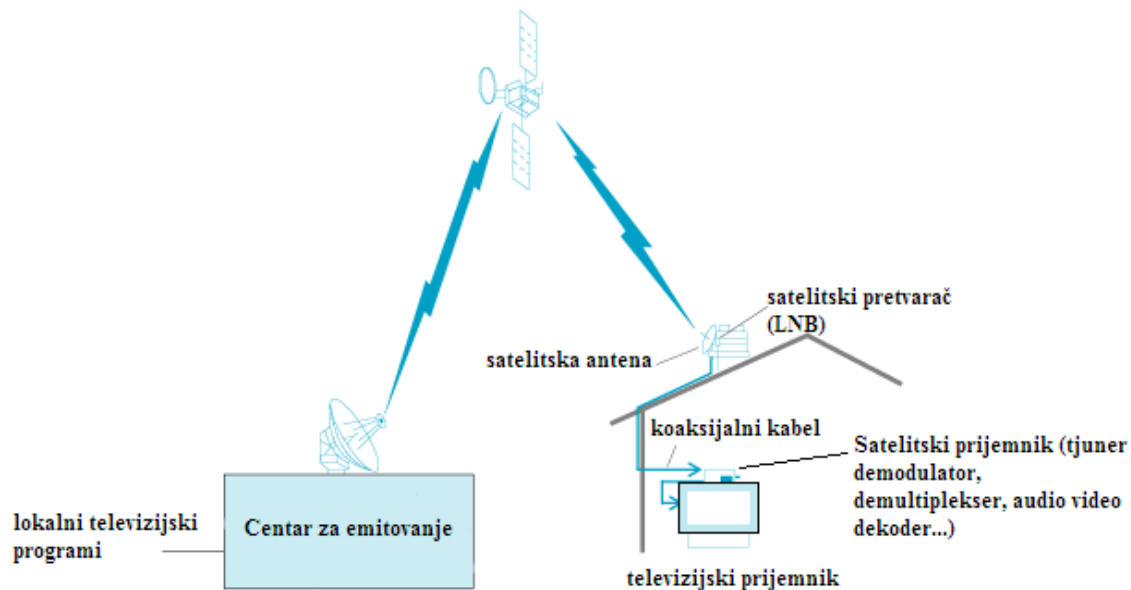 satelitski pretvarač
(LNB)
satelitska antena
koaksijalni kabel
Satelitski prijemnik (tjuner
demodulator,
demultiplekser, audio video
dekoder...)
lokalni televizijski
programi
Centar za emitovanje
televizijski prijemnik